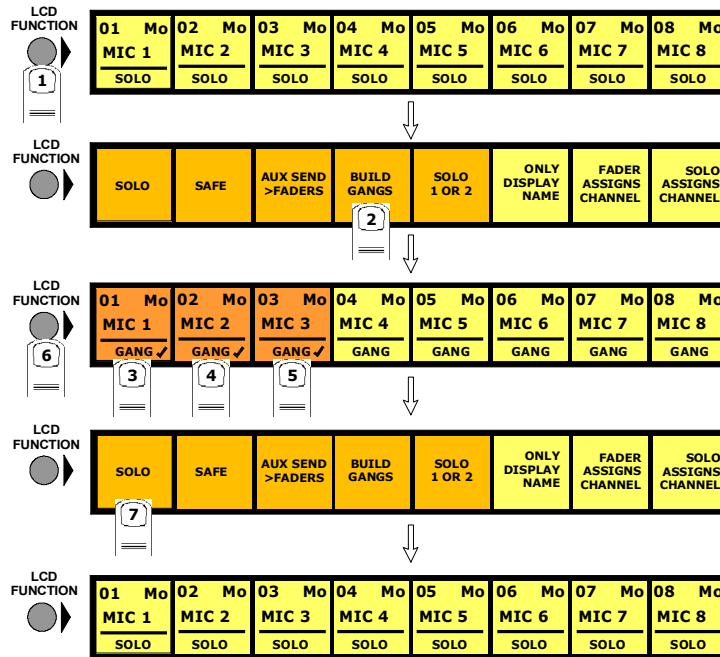 LCD
FUNCTION
01 Mo 02 Mo 03 Mo 04 Mo 05 Mo 06 Mo 07 Mo 08 Mo
MIC 1 MIC 2 MIC 3 MIC 4 MIC 5 MIC 6 MIC 7 MIC 8
SOLO SOLO SOLO SOLO SOLO SOLO SOLO SOLO
1
LCD
FUNCTION
SOLO
SAFE
AUX SEND
>FADERS
BUILD
GANGS
SOLO
1 OR 2
ONLY
DISPLAY
NAME
FADER
ASSIGNS
CHANNEL
SOLO
ASSIGNS
CHANNEL
2
LCD
FUNCTION
01 Mo 02 Mo 03 Mo 04 Mo 05 Mo 06 Mo 07 Mo 08 Mo
MIC 1 MIC 2 MIC 3 MIC 4 MIC 5 MIC 6 MIC 7 MIC 8
GANG ✓ GANG ✓ GANG ✓ GANG GANG GANG GANG GANG
6
3
4
5
LCD
FUNCTION
SOLO
SAFE
AUX SEND
>FADERS
BUILD
GANGS
SOLO
1 OR 2
ONLY
DISPLAY
NAME
FADER
ASSIGNS
CHANNEL
SOLO
ASSIGNS
CHANNEL
7
LCD
FUNCTION
01 Mo 02 Mo 03 Mo 04 Mo 05 Mo 06 Mo 07 Mo 08 Mo
MIC 1 MIC 2 MIC 3 MIC 4 MIC 5 MIC 6 MIC 7 MIC 8
SOLO SOLO SOLO SOLO SOLO SOLO SOLO SOLO